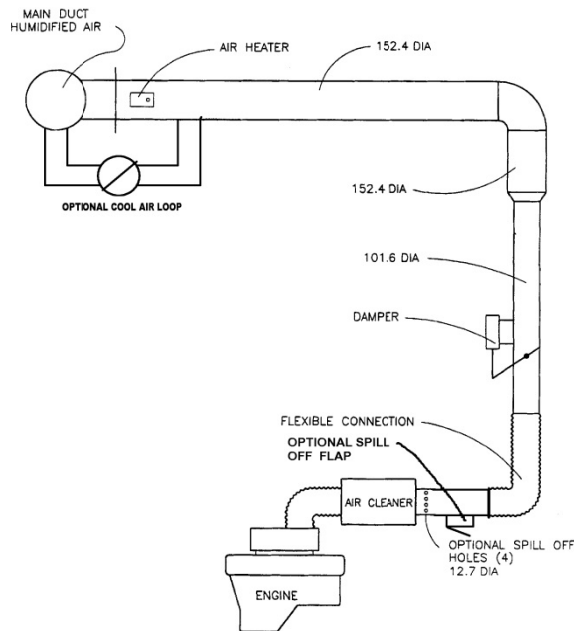 MAIN DUCT
HUMIDIFIED AIR
AIR HEATER
152.4 DIA
OPTIONAL COOL AIR LOOP
152.4 DIA
101.6 DIA
DAMPER
FLEXIBLE CONNECTION
OPTIONAL SPILL
OFF FLAP
AIR CLEANER
OPTIONAL SPILL OFF
HOLES (4)
12.7 DIA
ENGINE